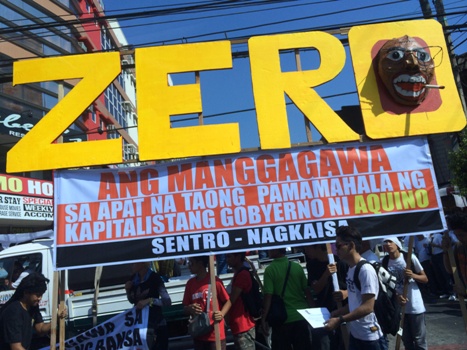 ZERO
ANG MANGGAGAWA
SA APAT NA TAONG PAMAMAHALA NG
KAPITALISTANG GOBYERNO NI AQUINO
SENTRO - NAGKAISA